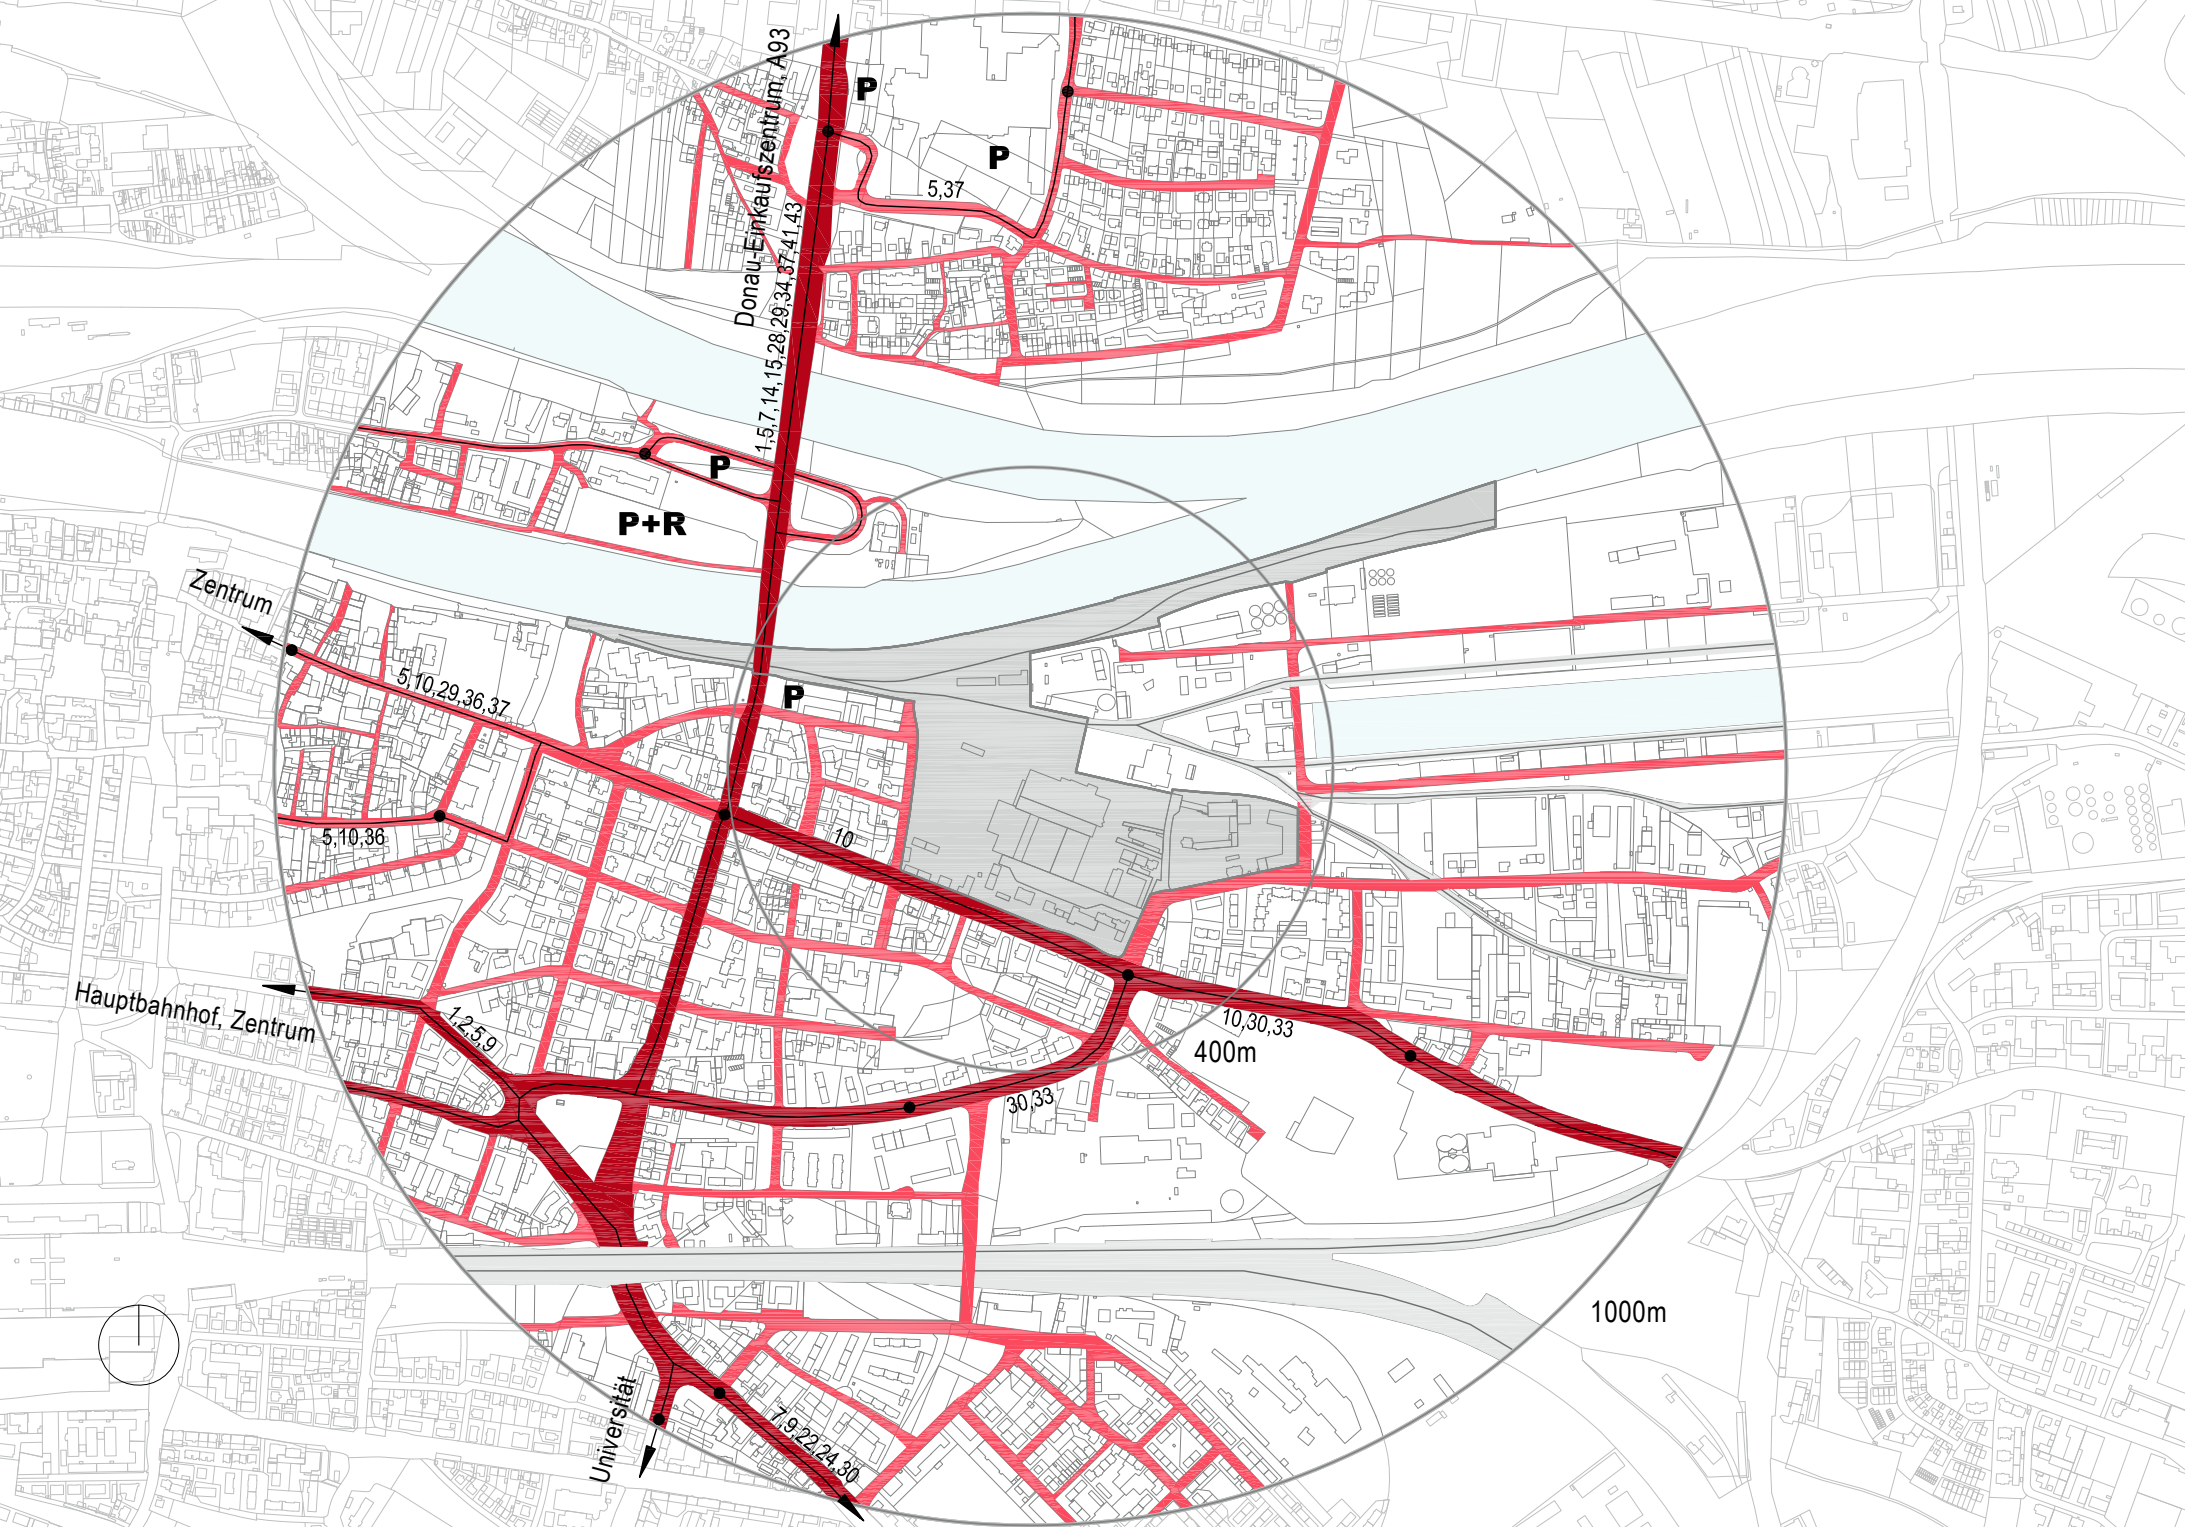 Donau-Einkaufszentrum, A93
P
P
5,37
1,5,7,14,15,28,29,34,37,41,43
P
P+R
Zentrum
5,10,29,36,37
P
10
5,10,36
Hauptbahnhof, Zentrum
1,2,5,9
10,30,33
400m
30,33
1000m
Universität
7,9,22,24,30